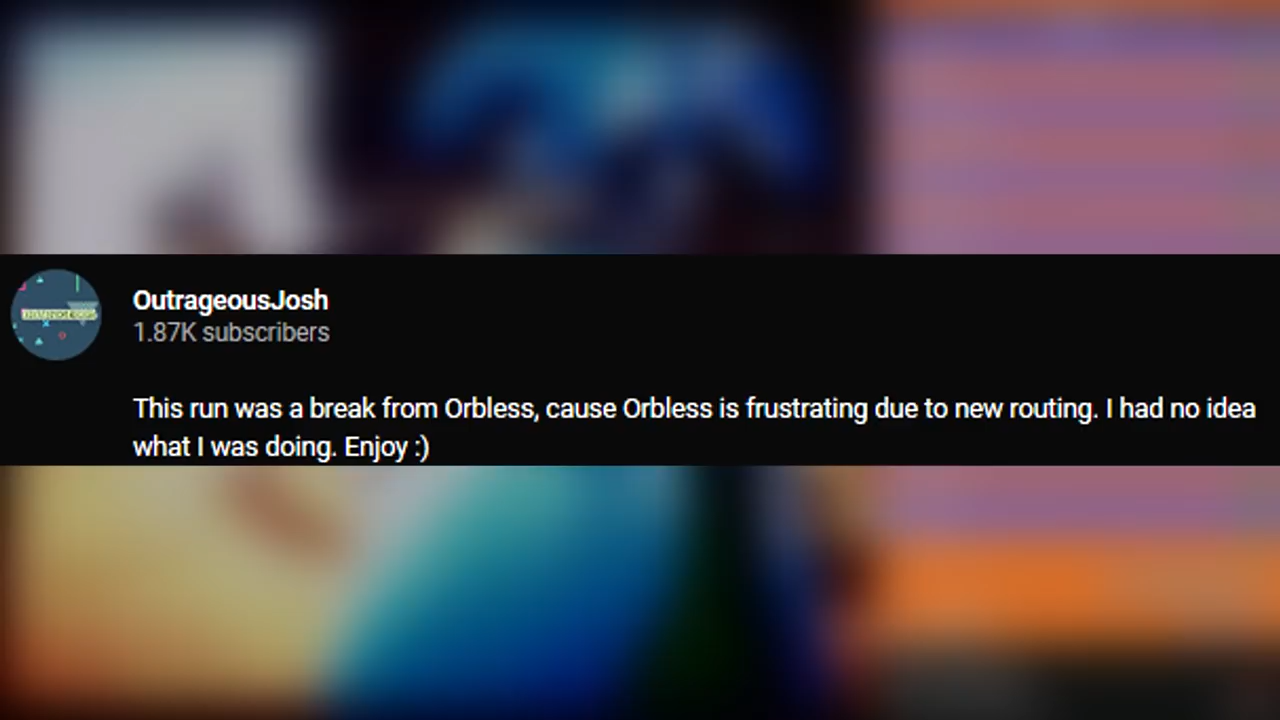 OutrageousJosh
1.87K subscribers
This run was a break from Orbless, cause Orbless is frustrating due to new routing. I had no idea
what I was doing. Enjoy :)